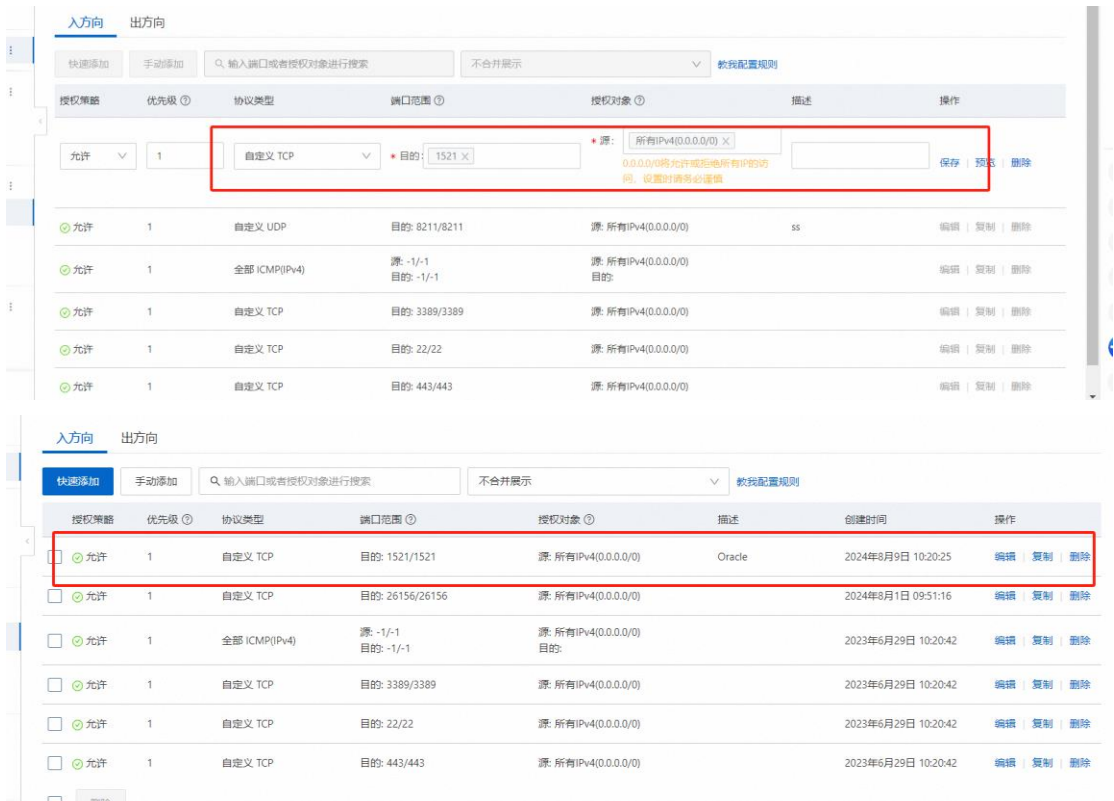 入方向 出方向
快速添加 手动添加 输入端口或者授权对象进行搜索 不合并展示 教我配置规则
授权策略 优先级 协议类型 端口范围 授权对象 描述 操作
允许 1 自定义 TCP * 目的: 1521 × * 源: 所有IPv4(0.0.0.0/0) × 保存 | 预览 | 删除
0.0.0.0/0将允许或拒绝所有IP的访
问，设置时请务必谨慎
允许 1 自定义 UDP 目的: 8211/8211 源: 所有IPv4(0.0.0.0/0) ss 编辑 | 复制 | 删除
允许 1 全部 ICMP(IPv4) 源: -1/-1 源: 所有IPv4(0.0.0.0/0) 编辑 | 复制 | 删除
目的: -1/-1 目的:
允许 1 自定义 TCP 目的: 3389/3389 源: 所有IPv4(0.0.0.0/0) 编辑 | 复制 | 删除
允许 1 自定义 TCP 目的: 22/22 源: 所有IPv4(0.0.0.0/0) 编辑 | 复制 | 删除
允许 1 自定义 TCP 目的: 443/443 源: 所有IPv4(0.0.0.0/0) 编辑 | 复制 | 删除
入方向 出方向
快速添加 手动添加 输入端口或者授权对象进行搜索 不合并展示 教我配置规则
授权策略 优先级 协议类型 端口范围 授权对象 描述 创建时间 操作
允许 1 自定义 TCP 目的: 1521/1521 源: 所有IPv4(0.0.0.0/0) Oracle 2024年8月9日 10:20:25 编辑 | 复制 | 删除
允许 1 自定义 TCP 目的: 26156/26156 源: 所有IPv4(0.0.0.0/0) 2024年8月1日 09:51:16 编辑 | 复制 | 删除
允许 1 全部 ICMP(IPv4) 源: -1/-1 源: 所有IPv4(0.0.0.0/0) 2023年6月29日 10:20:42 编辑 | 复制 | 删除
目的: -1/-1 目的:
允许 1 自定义 TCP 目的: 3389/3389 源: 所有IPv4(0.0.0.0/0) 2023年6月29日 10:20:42 编辑 | 复制 | 删除
允许 1 自定义 TCP 目的: 22/22 源: 所有IPv4(0.0.0.0/0) 2023年6月29日 10:20:42 编辑 | 复制 | 删除
允许 1 自定义 TCP 目的: 443/443 源: 所有IPv4(0.0.0.0/0) 2023年6月29日 10:20:42 编辑 | 复制 | 删除